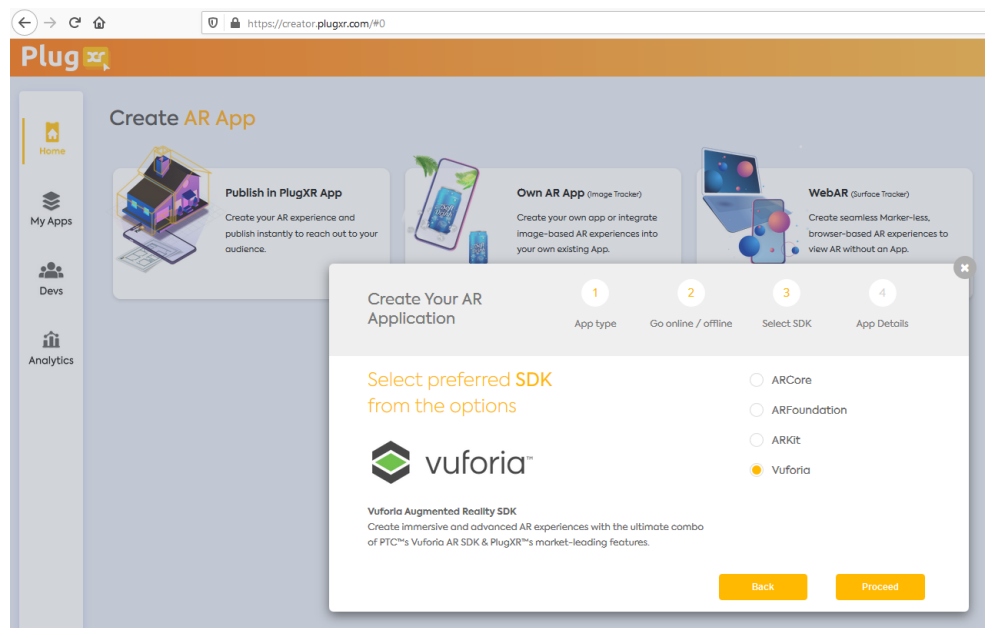 https://creator.plugxr.com/#0
Plug xr
Home
My Apps
Devs
Analytics
Create AR App
Publish in PlugXR App
Create your AR experience and
publish instantly to reach out to your
audience.
Own AR App (Image Tracker)
Create your own app or integrate
image-based AR experiences into
your own existing App.
WebAR (Surface Tracker)
Create seamless Marker-less,
browser-based AR experiences to
view AR without an App.
Create Your AR
Application
1
App type
2
Go online / offline
3
Select SDK
4
App Details
Select preferred SDK
from the options
vuforia™
Vuforia Augmented Reality SDK
Create immersive and advanced AR experiences with the ultimate combo
of PTC™s Vuforia AR SDK & PlugXR™s market-leading features.
ARCore
ARFoundation
ARKit
Vuforia
Back
Proceed